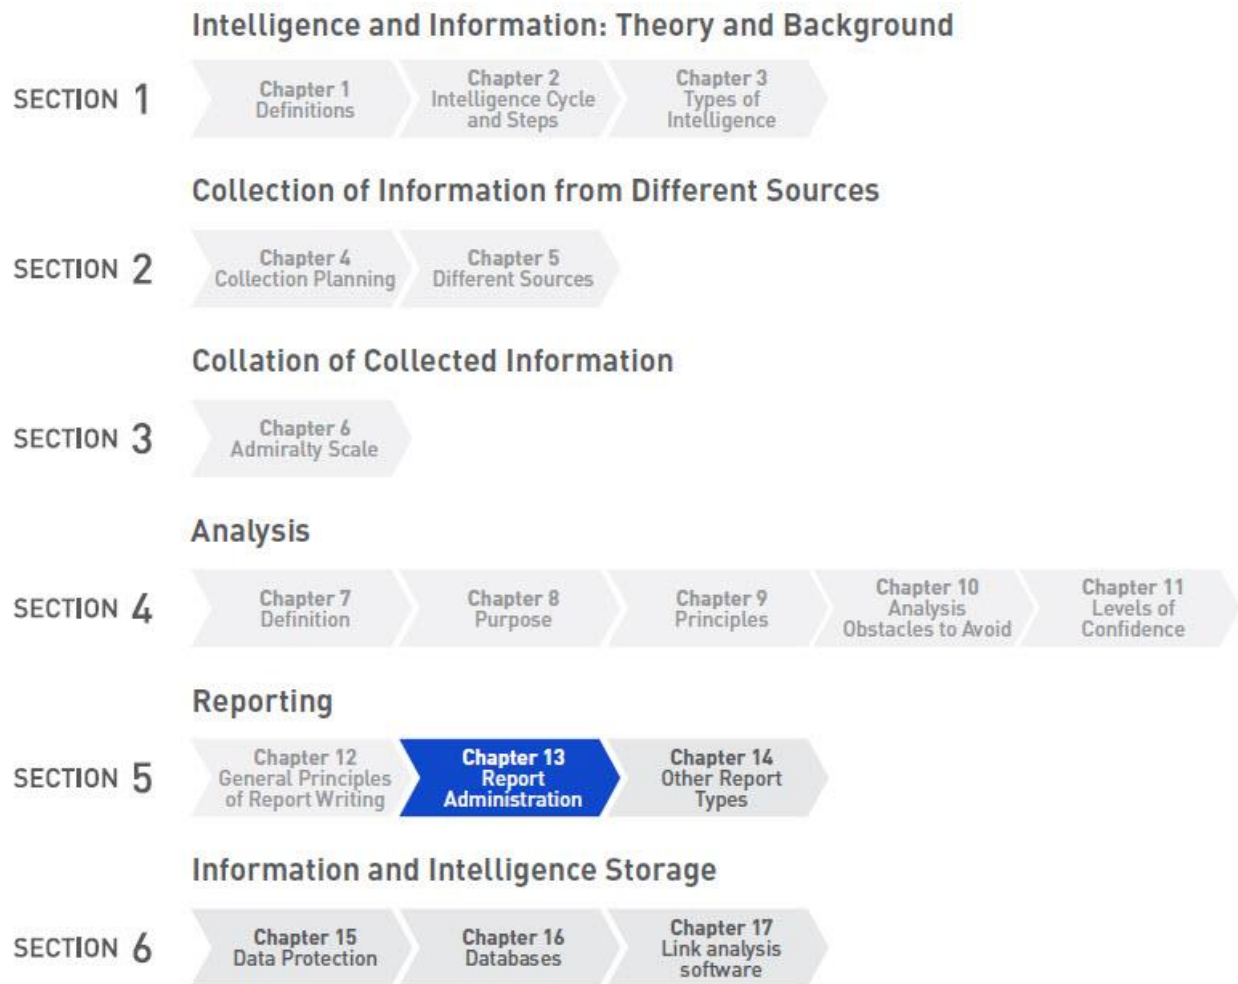 Intelligence and Information: Theory and Background
SECTION 1
Chapter 1
Definitions
Chapter 2
Intelligence Cycle
and Steps
Chapter 3
Types of
Intelligence
Collection of Information from Different Sources
SECTION 2
Chapter 4
Collection Planning
Chapter 5
Different Sources
Collation of Collected Information
SECTION 3
Chapter 6
Admiralty Scale
Analysis
SECTION 4
Chapter 7
Definition
Chapter 8
Purpose
Chapter 9
Principles
Chapter 10
Analysis
Obstacles to Avoid
Chapter 11
Levels of
Confidence
Reporting
SECTION 5
Chapter 12
General Principles
of Report Writing
Chapter 13
Report
Administration
Chapter 14
Other Report
Types
Information and Intelligence Storage
SECTION 6
Chapter 15
Data Protection
Chapter 16
Databases
Chapter 17
Link analysis
software